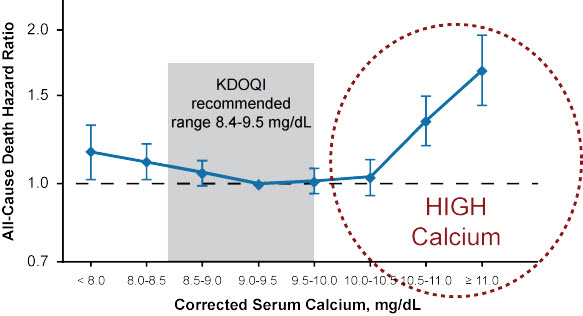 All-Cause Death Hazard Ratio
2.0
1.5
1.0
0.7
KDOQI
recommended
range 8.4-9.5 mg/dL
HIGH
Calcium
< 8.0
8.0-8.5
8.5-9.0
9.0-9.5
9.5-10.0
10.0-10.5
10.5-11.0
≥ 11.0
Corrected Serum Calcium, mg/dL